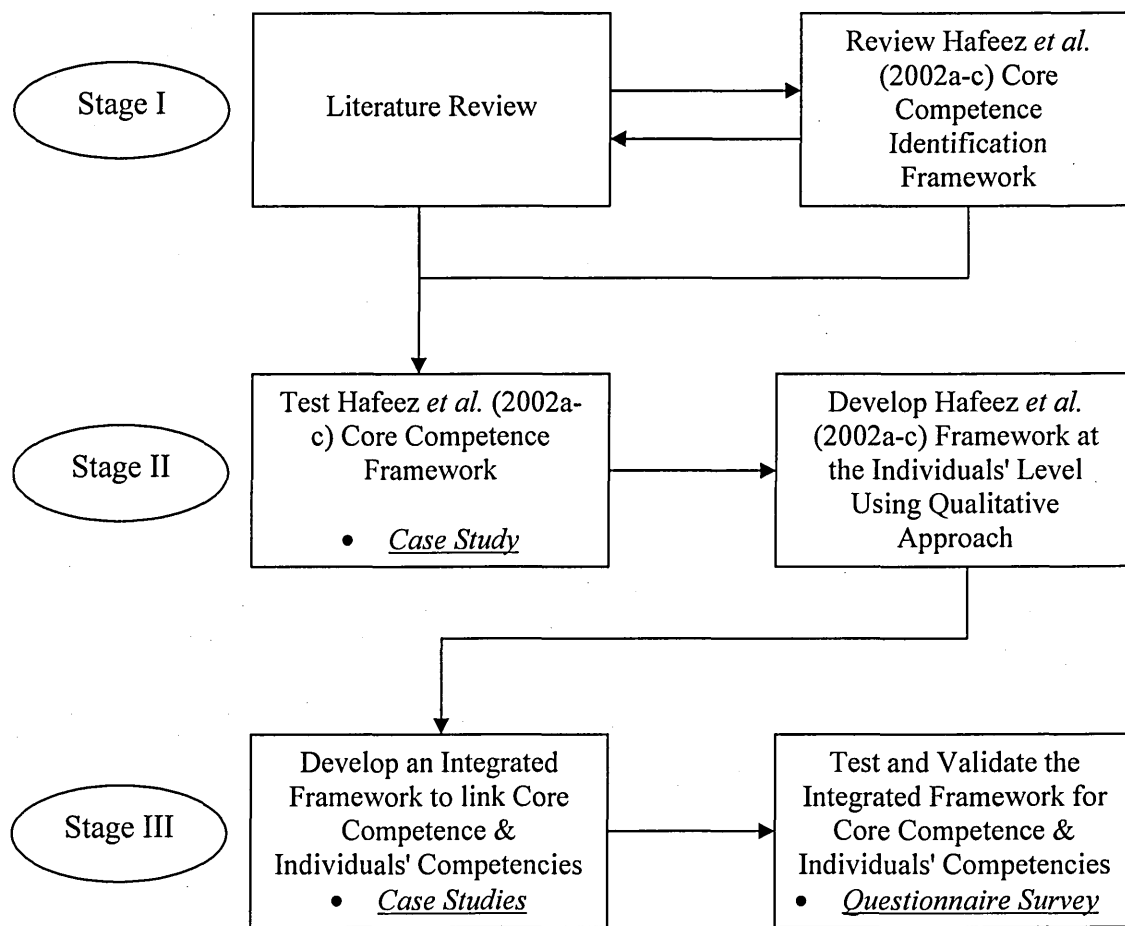 Stage I
Literature Review
Review Hafeez et al.
(2002a-c) Core
Competence
Identification
Framework
Stage II
Test Hafeez et al. (2002a-
c) Core Competence
Framework
• Case Study
Develop Hafeez et al.
(2002a-c) Framework at
the Individuals' Level
Using Qualitative
Approach
Stage III
Develop an Integrated
Framework to link Core
Competence &
Individuals' Competencies
• Case Studies
Test and Validate the
Integrated Framework for
Core Competence &
Individuals' Competencies
• Questionnaire Survey